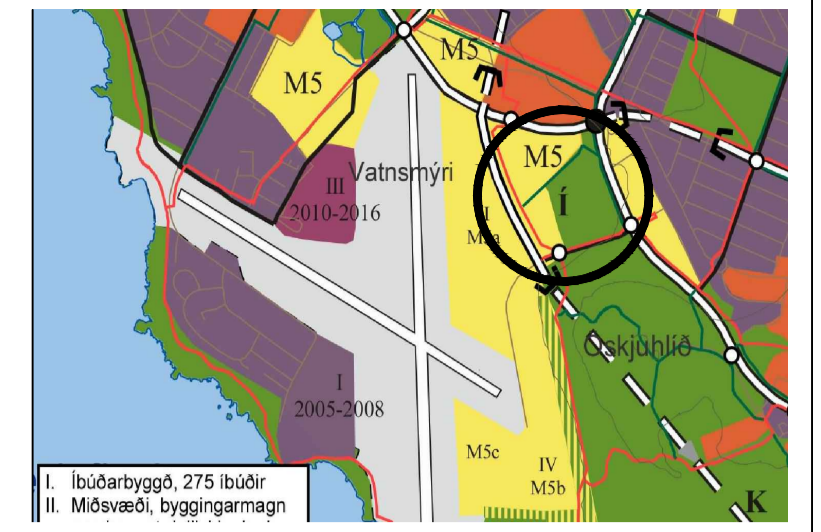 M5
M5
Vatnsmýri
III
2010-2016
M5
Í
I
M5a
Öskjuhlíð
I
2005-2008
M5c
IV
M5b
K
I. Íbúðarbyggð, 275 íbúðir
II. Miðsvæði, byggingarmagn